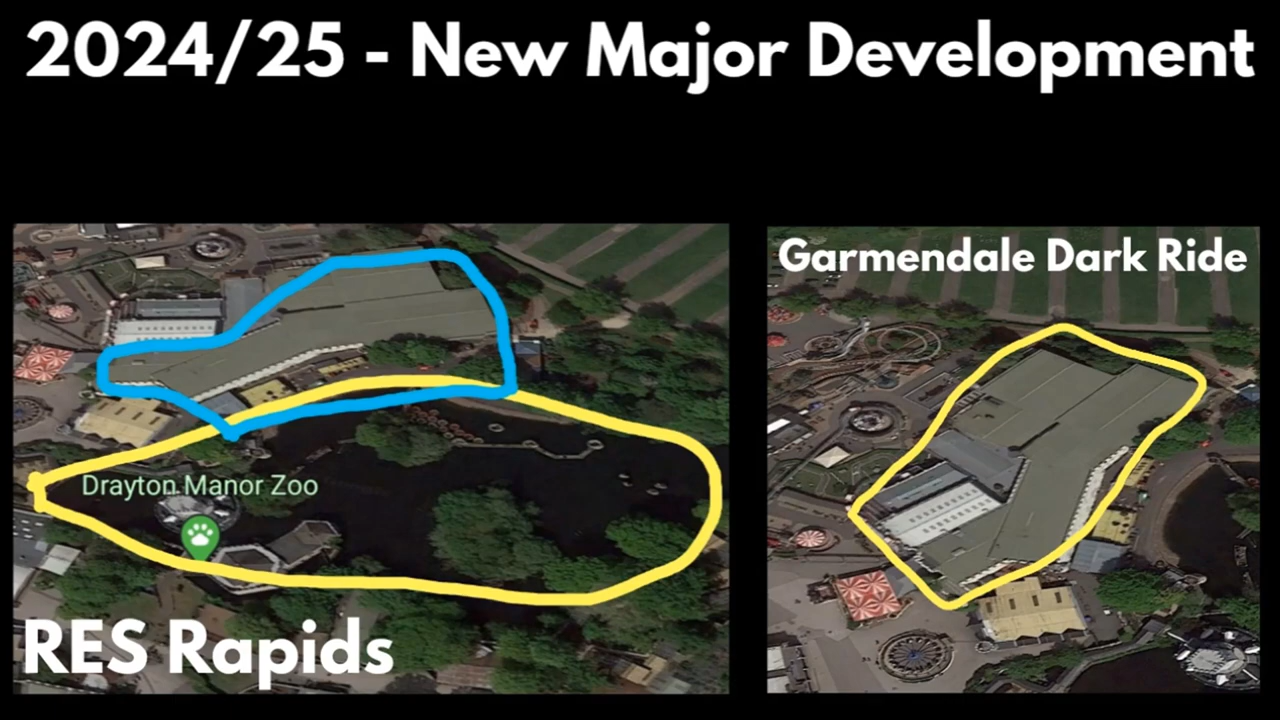 2024/25 - New Major Development
Garmendale Dark Ride
Drayton Manor Zoo
RES Rapids